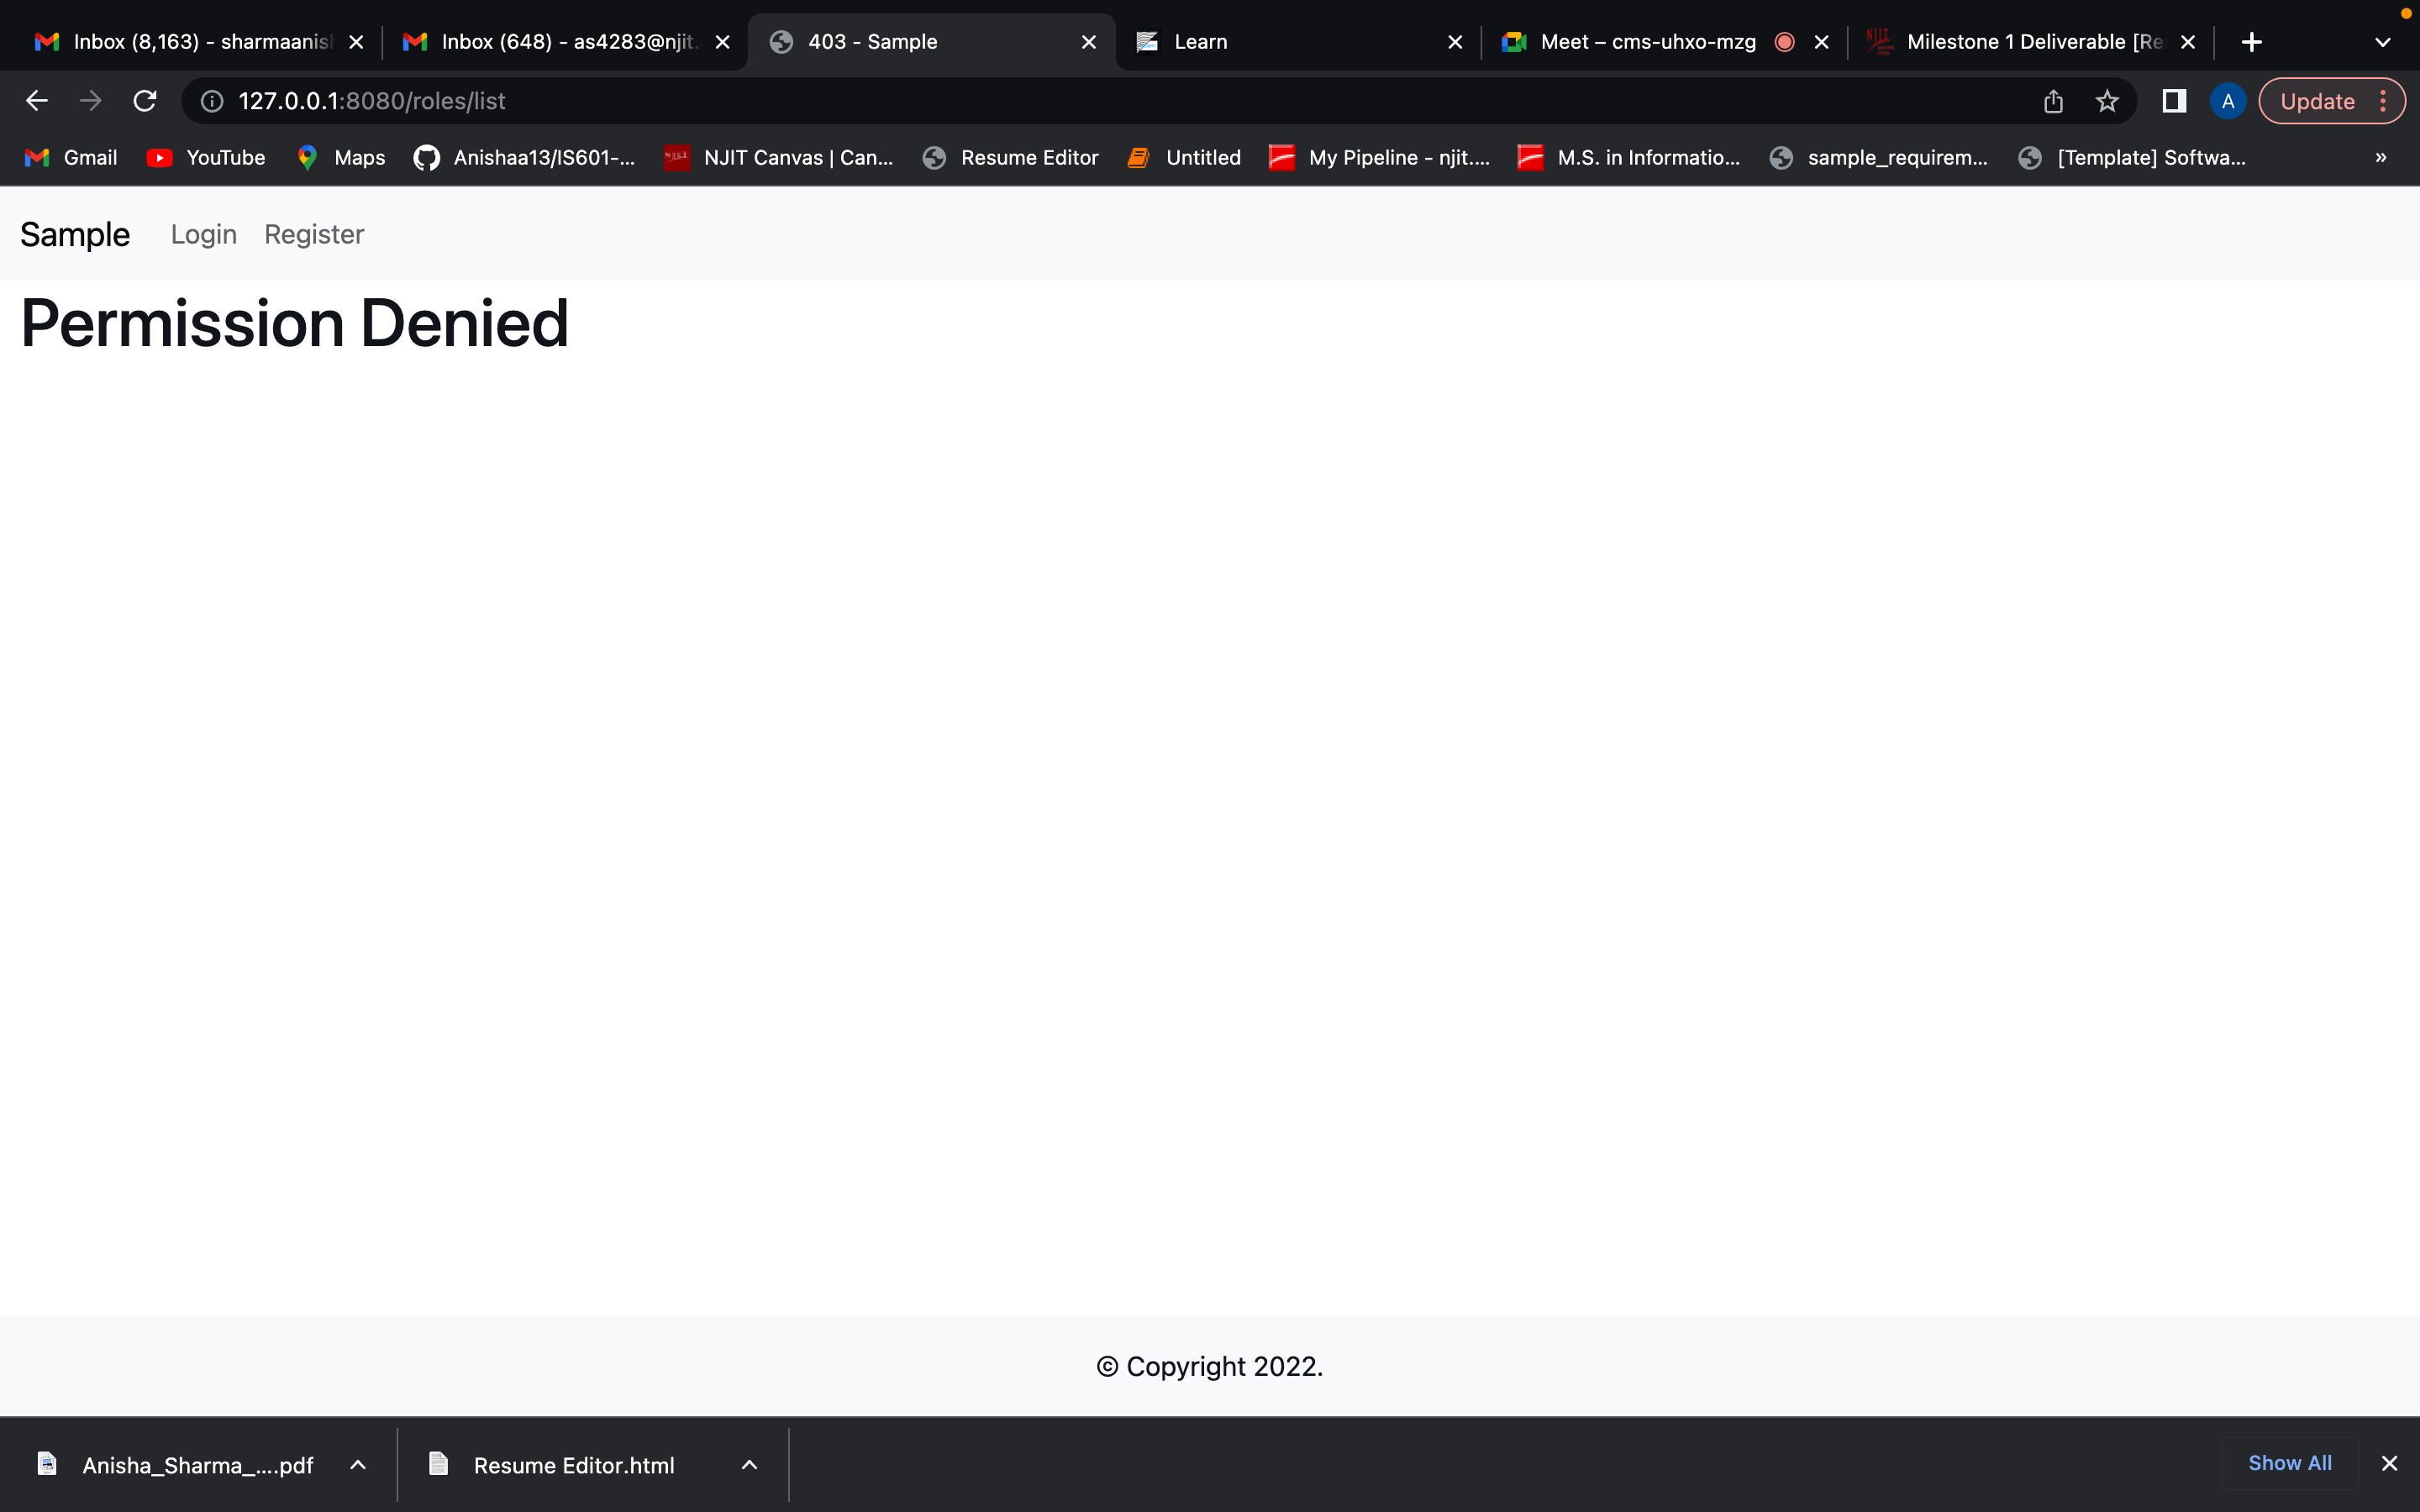 Inbox (8,163) - sharmaanis
Inbox (648) - as4283@njit.
403 - Sample
Learn
Meet – cms-uhxo-mzg
Milestone 1 Deliverable [Re
127.0.0.1:8080/roles/list
A
Update
Gmail
YouTube
Maps
Anishaa13/IS601-...
NJIT Canvas | Can...
Resume Editor
Untitled
My Pipeline - njit....
M.S. in Informatio...
sample_requirem...
[Template] Softwa...
»
Sample
Login
Register
Permission Denied
© Copyright 2022.
Anisha_Sharma_....pdf
Resume Editor.html
Show All